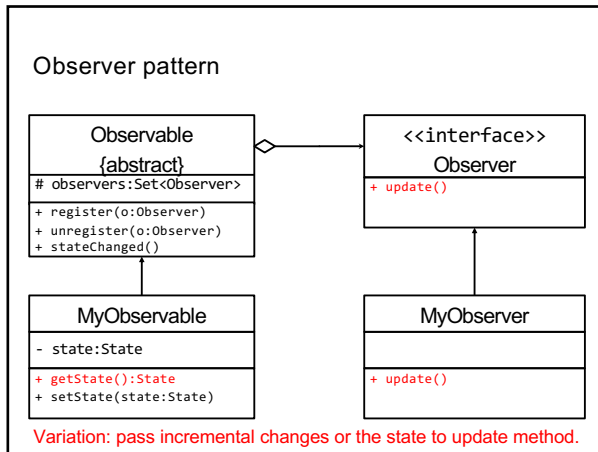 Observer pattern
Observable
{abstract}
# observers:Set<Observer>
+ register(o:Observer)
+ unregister(o:Observer)
+ stateChanged()
<<interface>>
Observer
+ update()
MyObservable
- state:State
+ getState():State
+ setState(state:State)
MyObserver
+ update()
Variation: pass incremental changes or the state to update method.